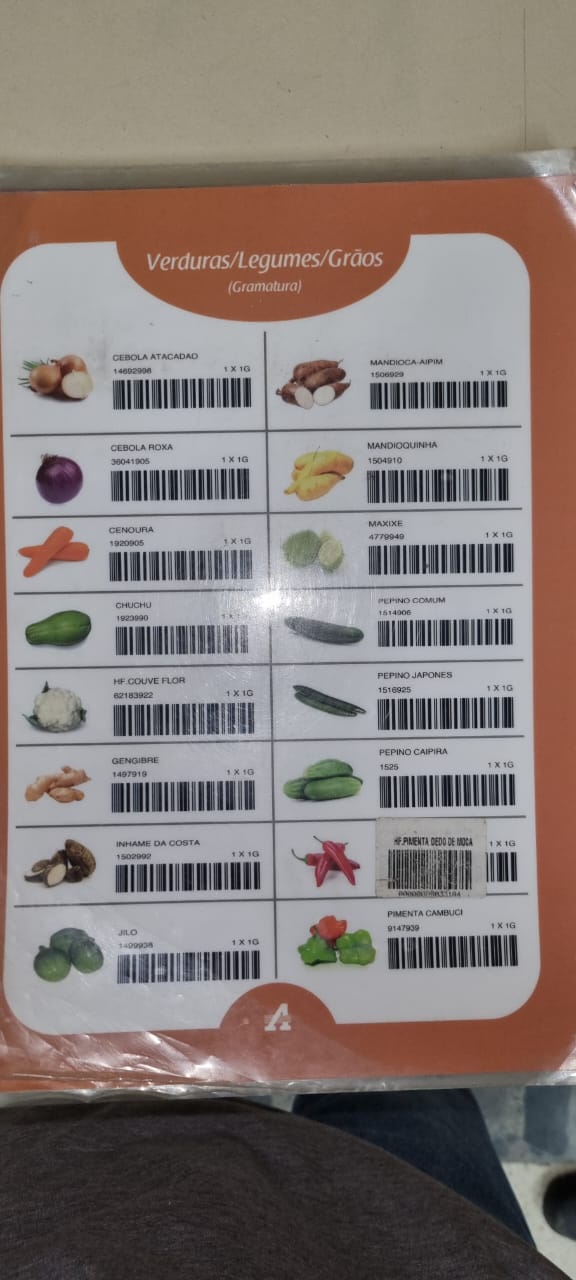 Verduras/Legumes/Grãos
(Gramatura)
CEBOLA ATACADAO
14692998 1 X 1G
CEBOLA ROXA
36041905 1 X 1G
CENOURA
1920905 1 X 1G
CHUCHU
1923990 1 X
HF.COUVE FLOR
62183922 1 X 1G
GENGIBRE
1497919 1 X 1G
INHAME DA COSTA
1502992 1 X 1G
JILO
1499938 1 X 1G
MANDIOCA-AIPIM
1506929 1 X 1G
MANDIOQUINHA
1504910 1 X 1G
MAXIXE
4779949 1 X 1G
PEPINO COMUM
1514906 1 X 1G
PEPINO JAPONES
1516925 1 X 1G
PEPINO CAIPIRA
1525 1 X 1G
HF.PIMENTA DEDO DE MOCA
1 X 1G
PIMENTA CAMBUCI
9147939 1 X 1G
A